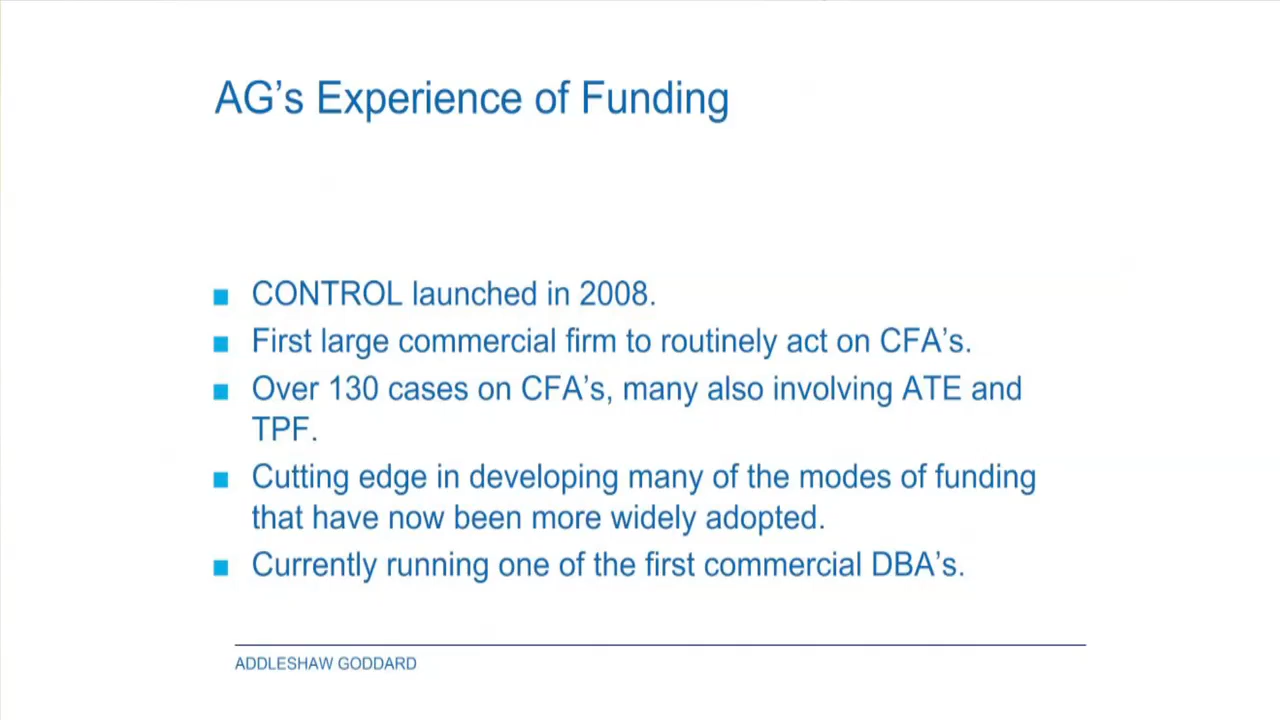 AG’s Experience of Funding
■ CONTROL launched in 2008.
■ First large commercial firm to routinely act on CFA’s.
■ Over 130 cases on CFA’s, many also involving ATE and
TPF.
■ Cutting edge in developing many of the modes of funding
that have now been more widely adopted.
■ Currently running one of the first commercial DBA’s.
ADDLESHAW GODDARD